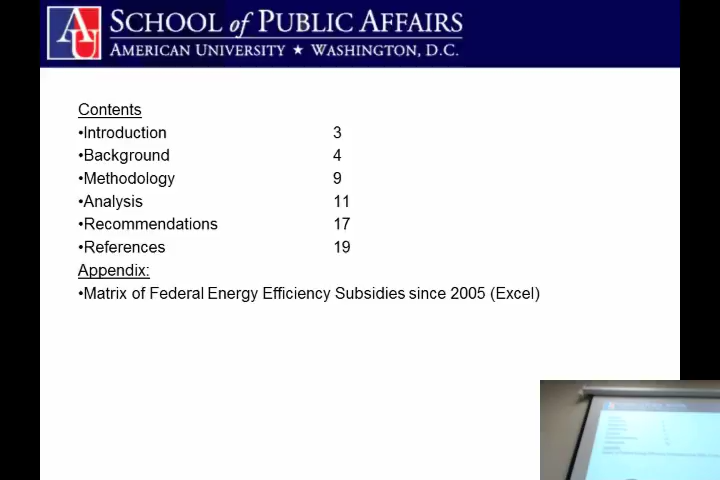 AU SCHOOL of PUBLIC AFFAIRS
AMERICAN UNIVERSITY ★ WASHINGTON, D.C.
Contents
•Introduction 3
•Background 4
•Methodology 9
•Analysis 11
•Recommendations 17
•References 19
Appendix:
•Matrix of Federal Energy Efficiency Subsidies since 2005 (Excel)